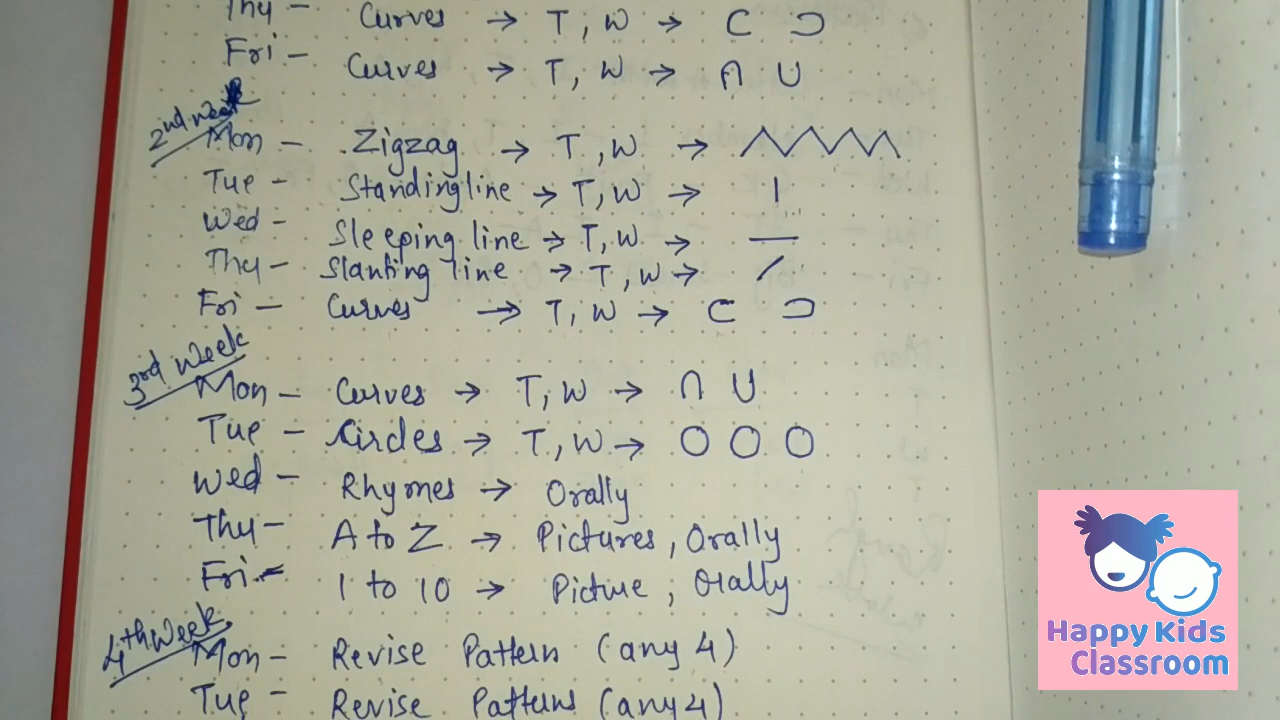 Thu - Curves → T, W → ⊂ ⊃
Fri - Curves → T, W → ∩ ∪
2nd week
Mon - Zigzag → T, W →
Tue - Standingline → T, W → |
Wed - Sleeping line → T, W → —
Thu - Slanting line → T, W → /
Fri - Curves → T, W → ⊂ ⊃
3rd Week
Mon - Curves → T, W → ∩ ∪
Tue - Circles → T, W → O O O
Wed - Rhymes → Orally
Thu - A to Z → Pictures, Orally
Fri - 1 to 10 → Picture, Orally
4th Week
Mon - Revise Pattern (any 4)
Tue - Revise Patterns (any 4)
Happy Kids
Classroom